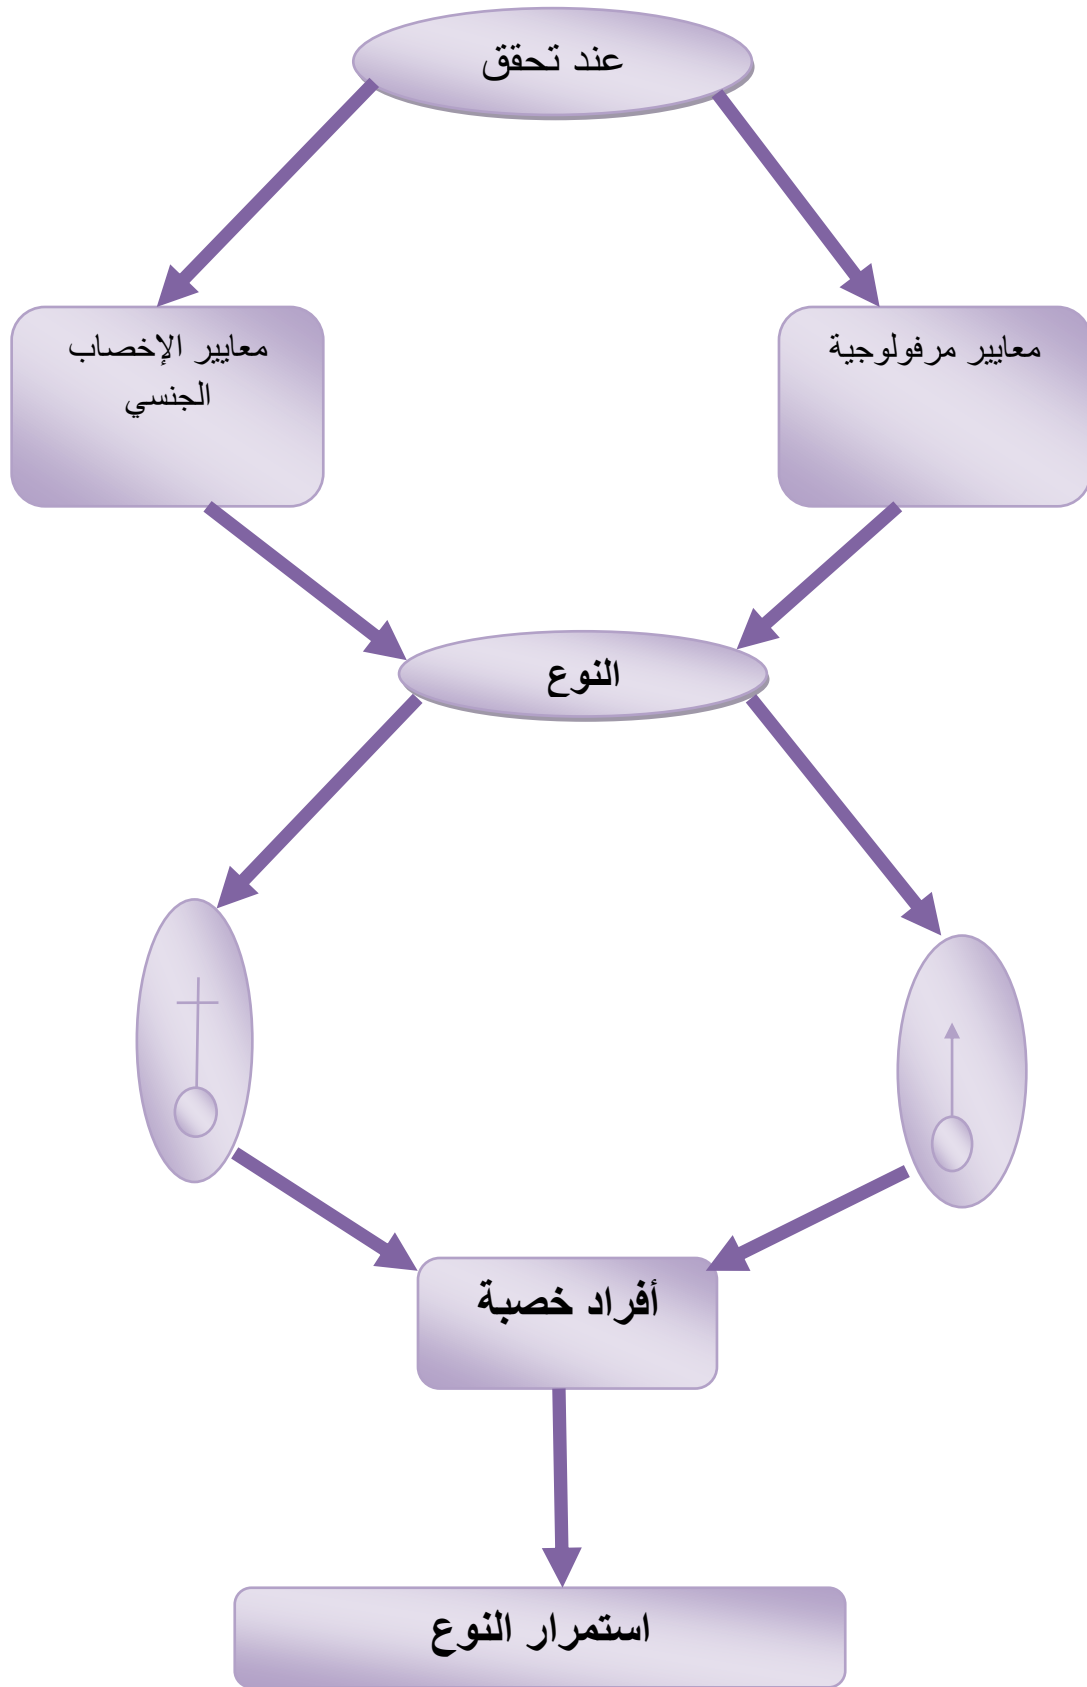 عند تحقق
معايير مرفولوجية
معايير الإخصاب
الجنسي
النوع
أفراد خصبة
استمرار النوع